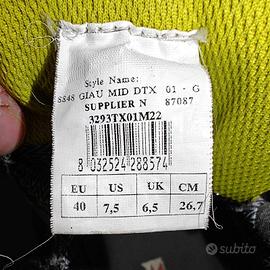 Style Name:
8848 GIAU MID DTX 01 - G
SUPPLIER N 87087
3293TX01M22
8 032524 288574
EU US UK CM
40 7,5 6,5 26,7
subito